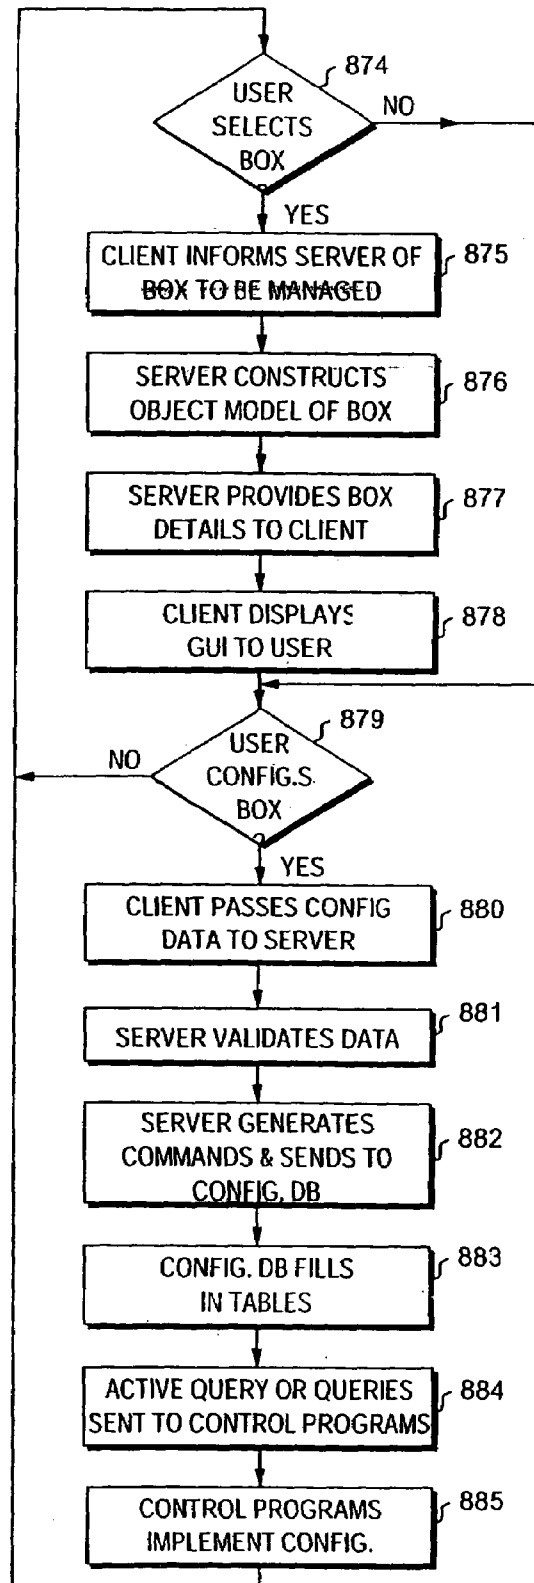 874
USER
SELECTS
BOX
?
NO
YES
CLIENT INFORMS SERVER OF
BOX TO BE MANAGED
875
SERVER CONSTRUCTS
OBJECT MODEL OF BOX
876
SERVER PROVIDES BOX
DETAILS TO CLIENT
877
CLIENT DISPLAYS
GUI TO USER
878
879
USER
CONFIG.S
BOX
?
NO
YES
CLIENT PASSES CONFIG
DATA TO SERVER
880
SERVER VALIDATES DATA
881
SERVER GENERATES
COMMANDS & SENDS TO
CONFIG. DB
882
CONFIG. DB FILLS
IN TABLES
883
ACTIVE QUERY OR QUERIES
SENT TO CONTROL PROGRAMS
884
CONTROL PROGRAMS
IMPLEMENT CONFIG.
885